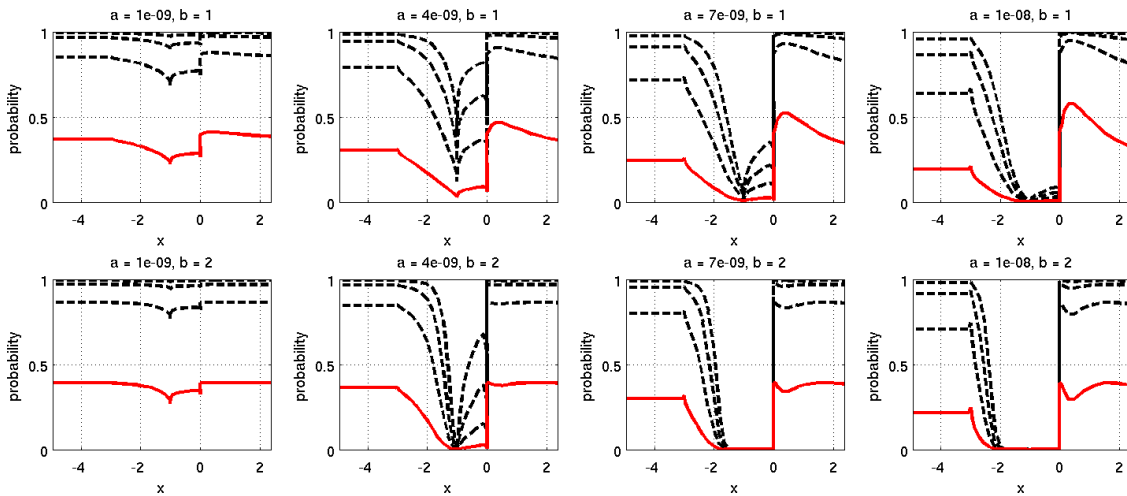 a = 1e-09, b = 1
a = 4e-09, b = 1
a = 7e-09, b = 1
a = 1e-08, b = 1
probability
probability
probability
probability
1
0.5
0
1
0.5
0
1
0.5
0
1
0.5
0
-4 -2 0 2
-4 -2 0 2
-4 -2 0 2
-4 -2 0 2
x
x
x
x
a = 1e-09, b = 2
a = 4e-09, b = 2
a = 7e-09, b = 2
a = 1e-08, b = 2
probability
probability
probability
probability
1
0.5
0
1
0.5
0
1
0.5
0
1
0.5
0
-4 -2 0 2
-4 -2 0 2
-4 -2 0 2
-4 -2 0 2
x
x
x
x